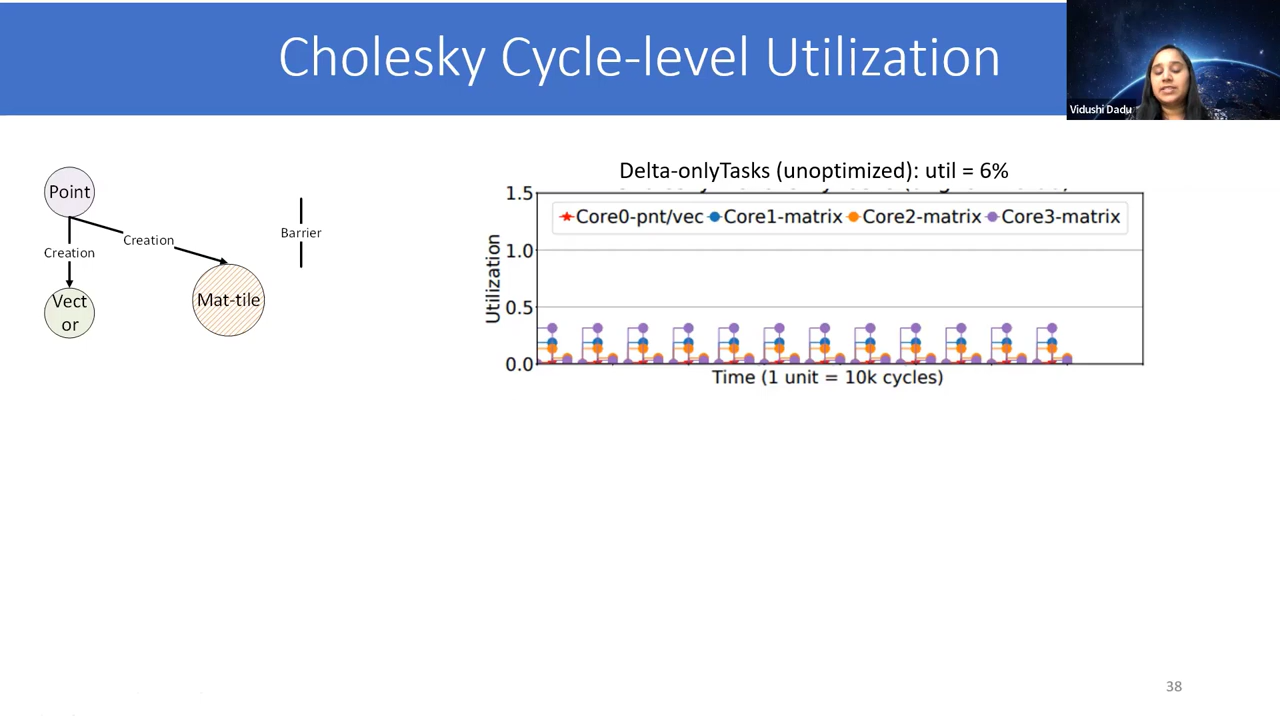 Cholesky Cycle-level Utilization
Vidushi Dadu
Point
Creation
Creation
Vect
or
Mat-tile
Barrier
Delta-onlyTasks (unoptimized): util = 6%
1.5
1.0
0.5
0.0
Utilization
Core0-pnt/vec Core1-matrix Core2-matrix Core3-matrix
Time (1 unit = 10k cycles)
38